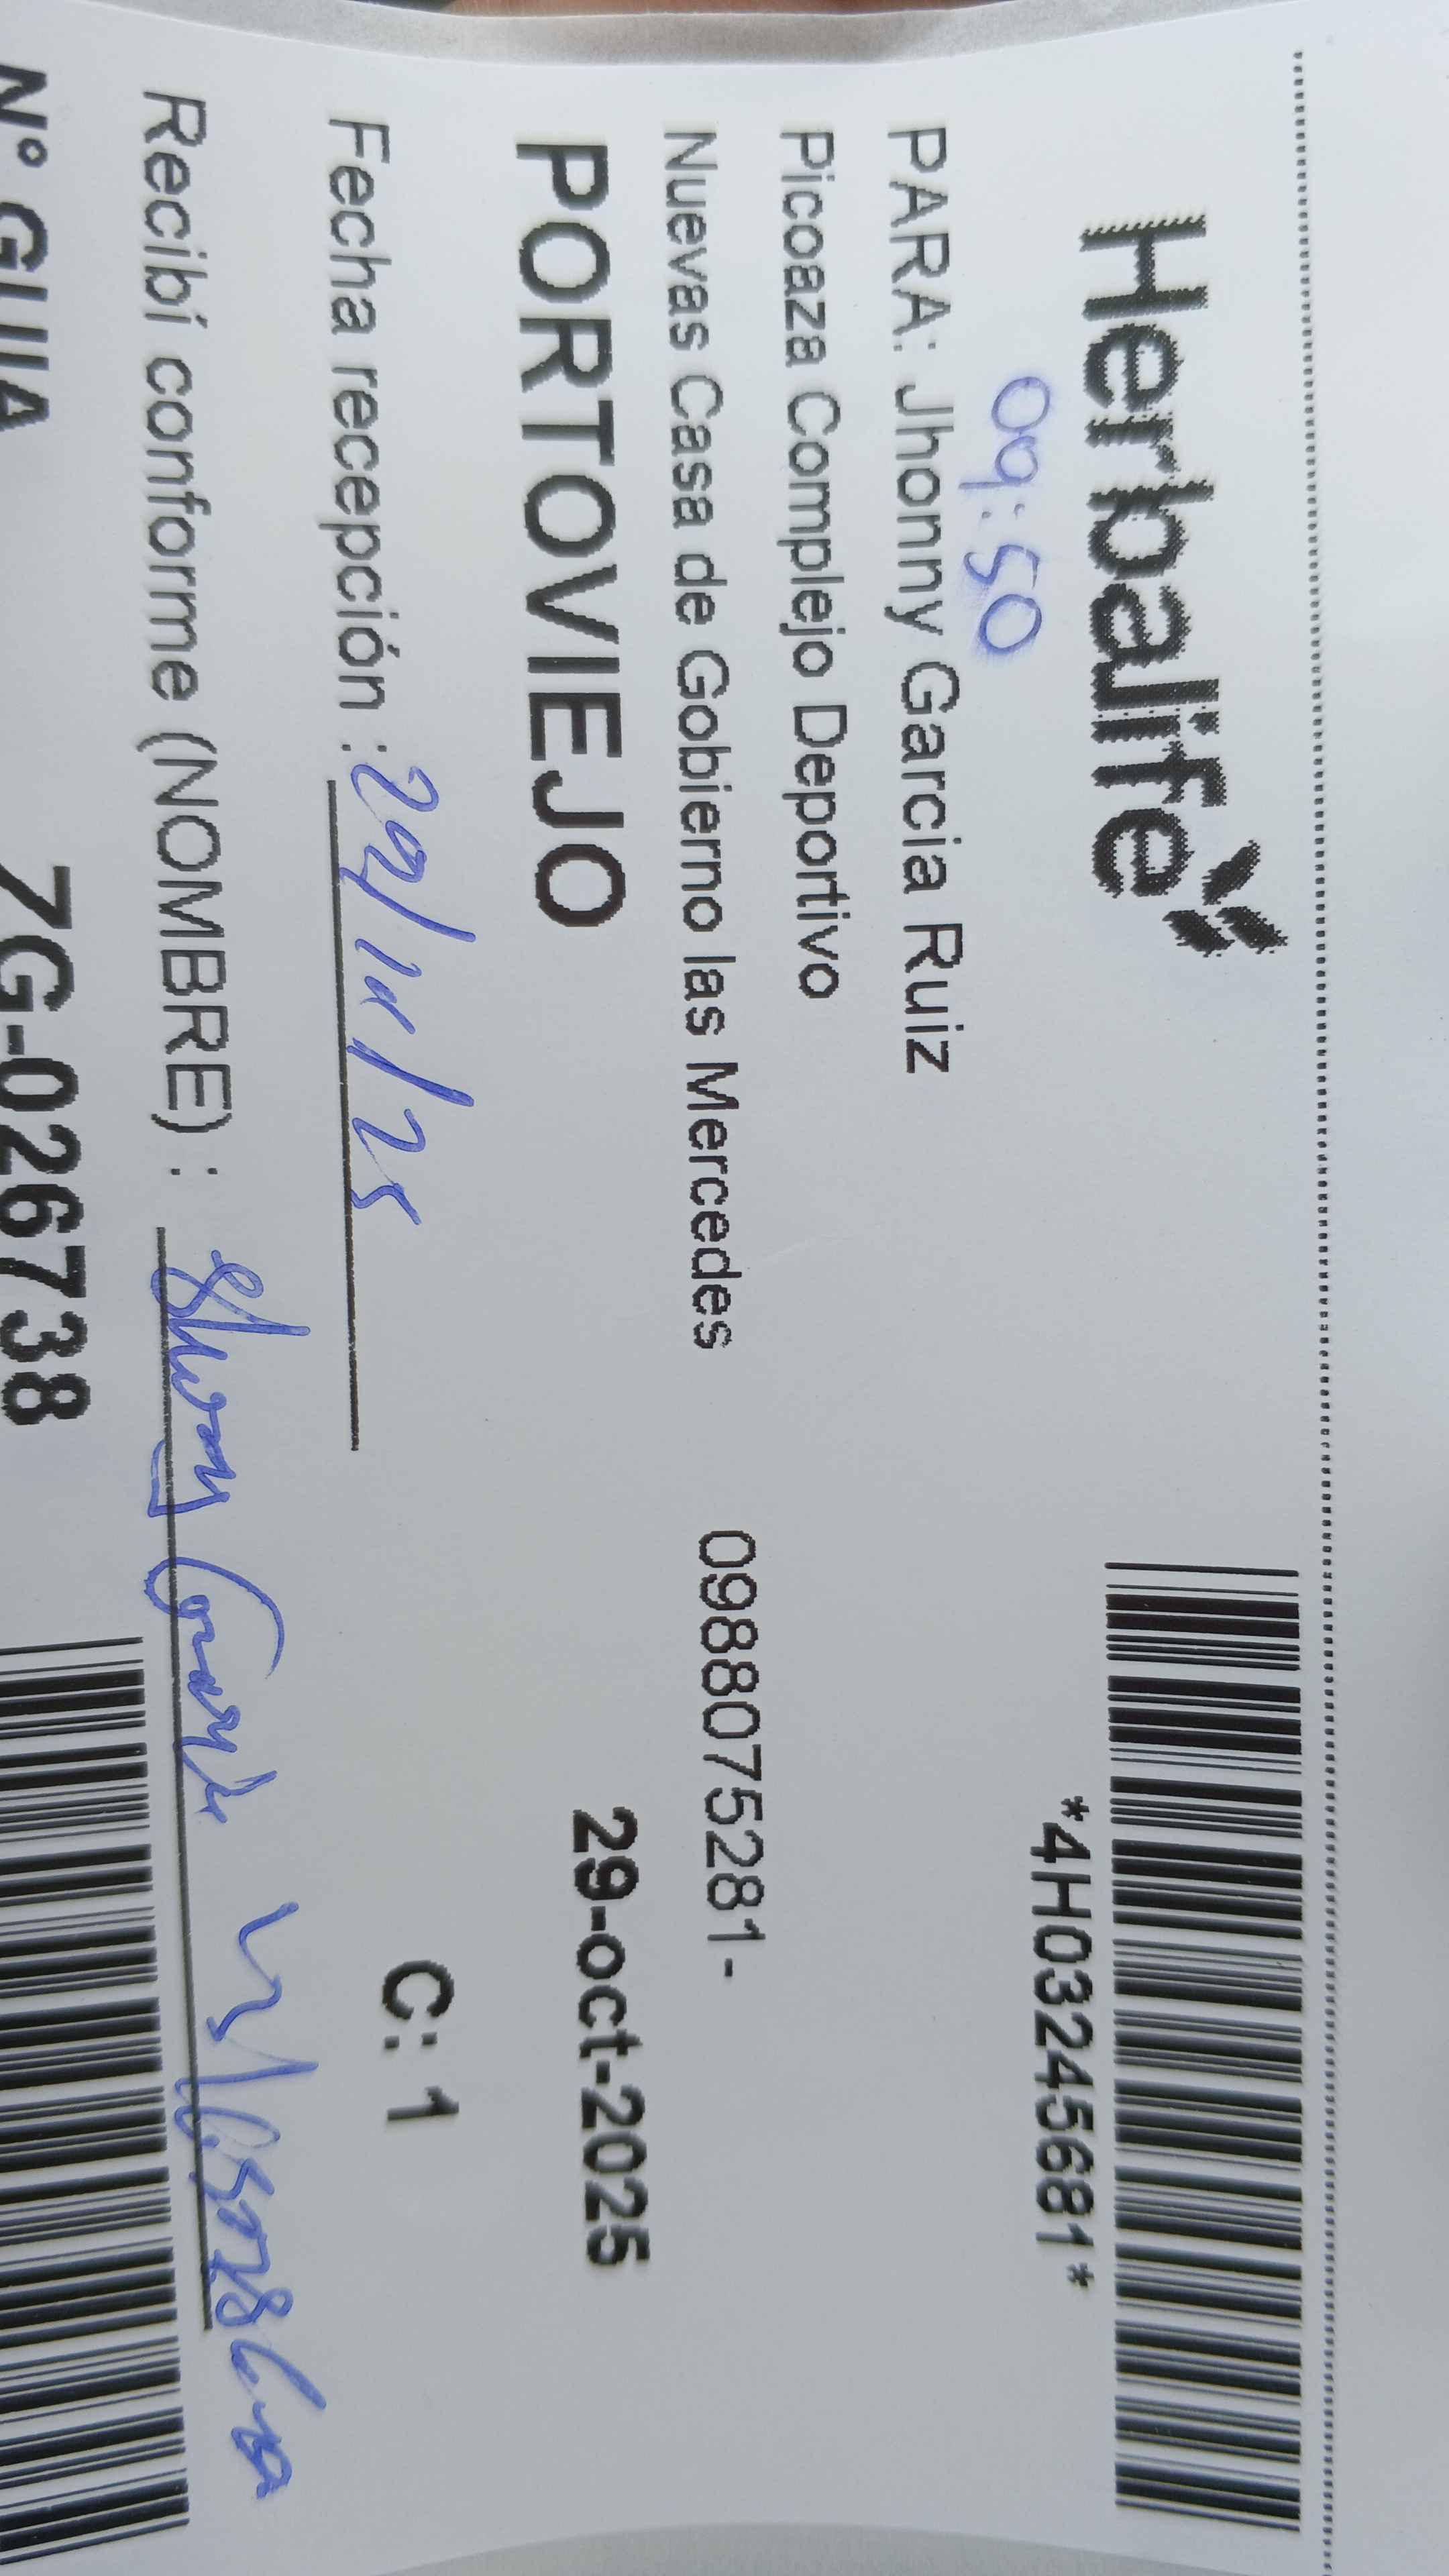 Herbalife
*4H03245681*
09:50
PARA: Jhonny Garcia Ruiz
Picoaza Complejo Deportivo
Nuevas Casa de Gobierno las Mercedes 0988075281-
PORTOVIEJO 29-oct-2025
Fecha recepción : 29/10/25
C: 1
Recibí conforme (NOMBRE) :
N° GUIA ZG-0267738